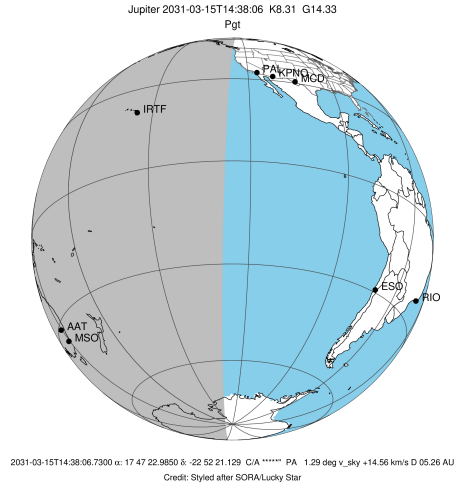 Jupiter 2031-03-15T14:38:06 K8.31 G14.33
Pgt
PAL
KPNO
MCD
IRTF
ESO
RIO
AAT
MSO
2031-03-15T14:38:06.7300 α: 17 47 22.9850 δ: -22 52 21.129 C/A *****" PA 1.29 deg v_sky +14.56 km/s D 05.26 AU
Credit: Styled after SORA/Lucky Star